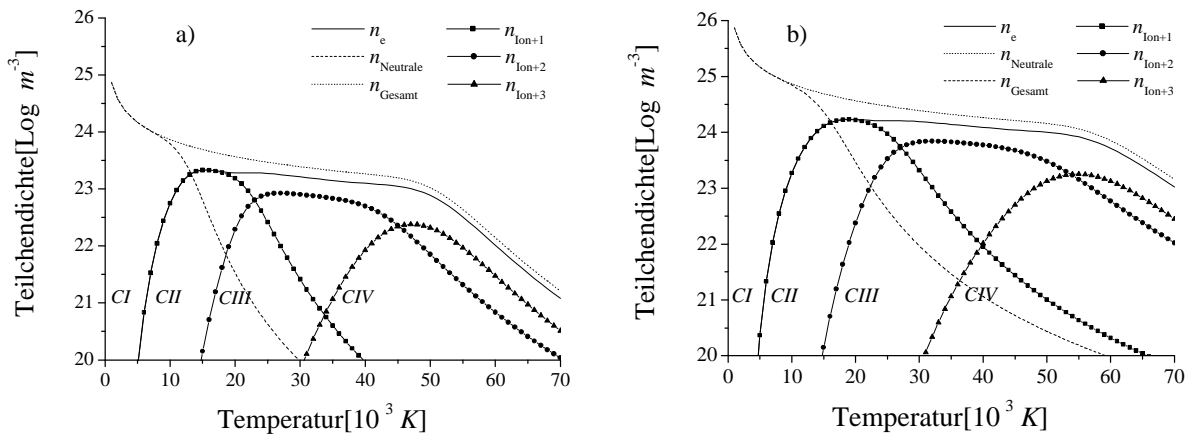 a)
n_e
n_Neutrale
n_Gesamt
n_Ion+1
n_Ion+2
n_Ion+3
Teilchendichte[Log m^-3]
26
25
24
23
22
21
20
CI CII CIII CIV
0 10 20 30 40 50 60 70
Temperatur[10^3 K]
b)
n_e
n_Neutrale
n_Gesamt
n_Ion+1
n_Ion+2
n_Ion+3
Teilchendichte[Log m^-3]
26
25
24
23
22
21
20
CI CII CIII CIV
0 10 20 30 40 50 60 70
Temperatur[10^3 K]